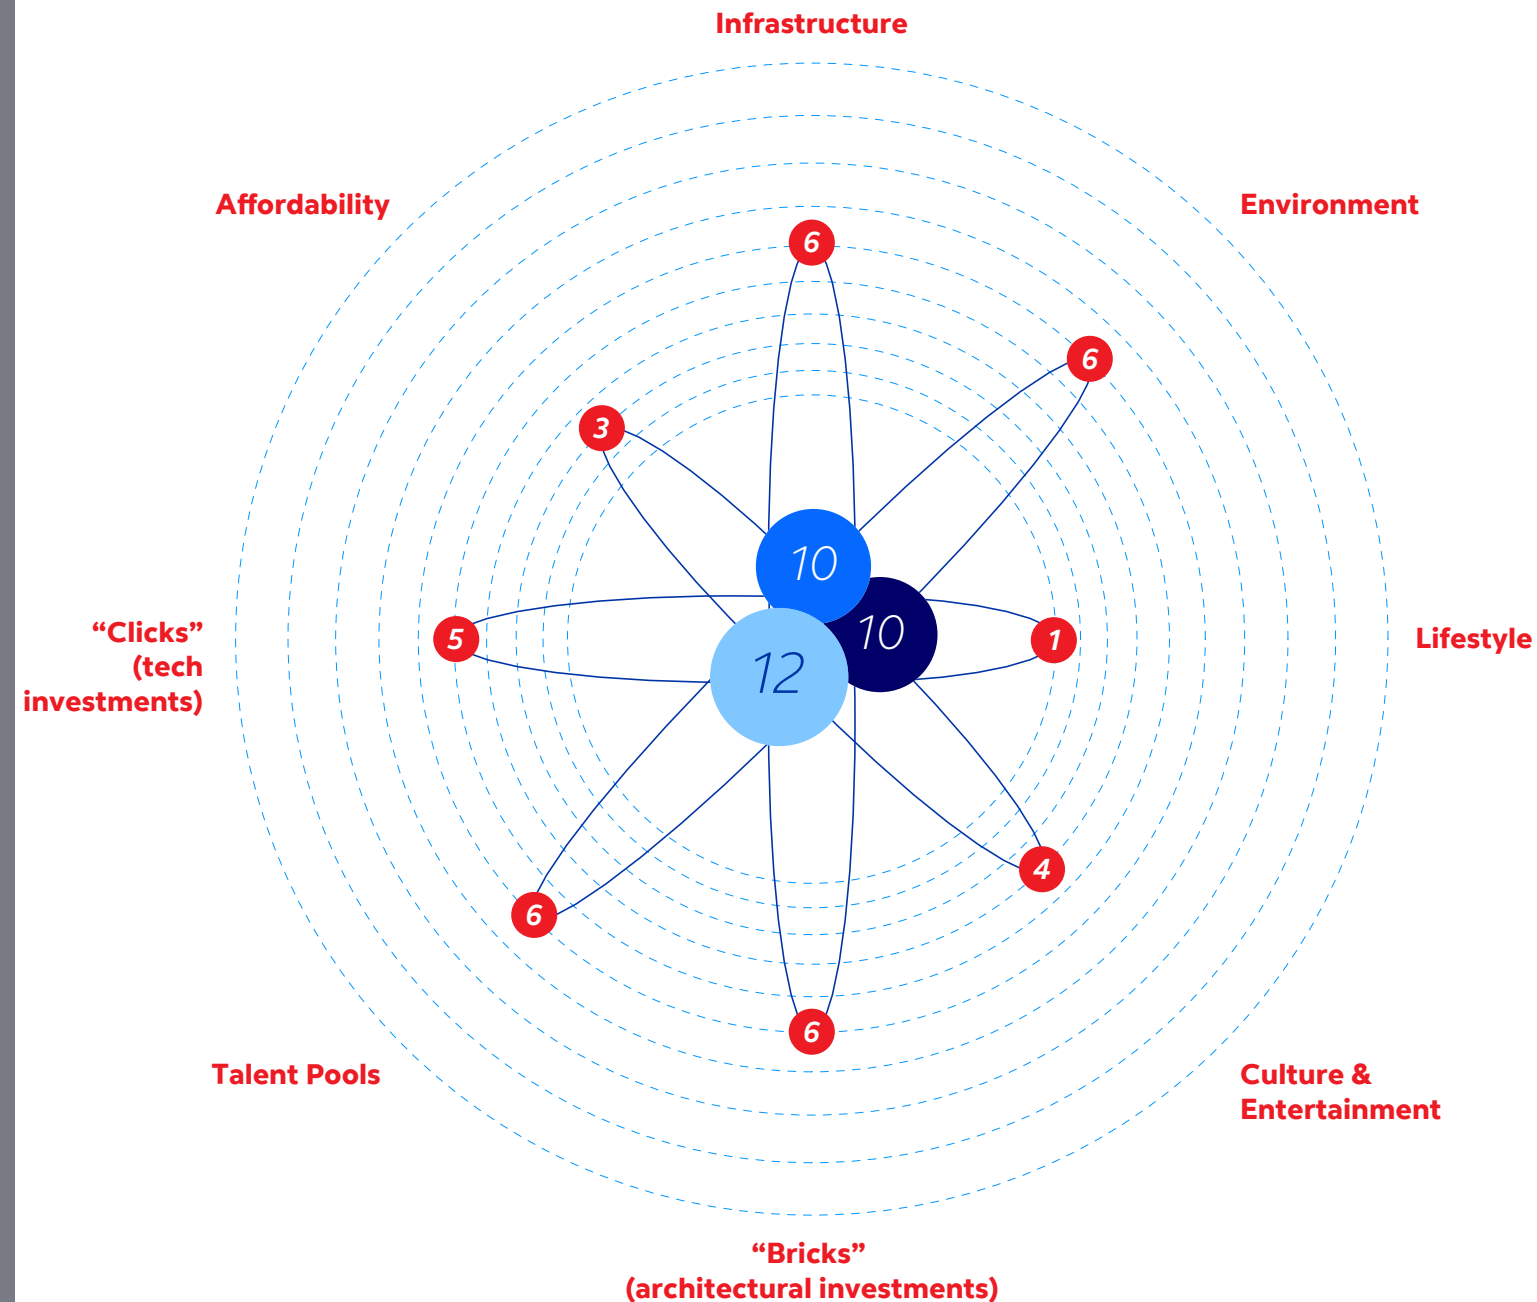 Infrastructure
Affordability
Environment
6
6
3
10
“Clicks”
(tech
investments)
5
10
1
Lifestyle
12
4
6
6
Talent Pools
Culture &
Entertainment
“Bricks”
(architectural investments)